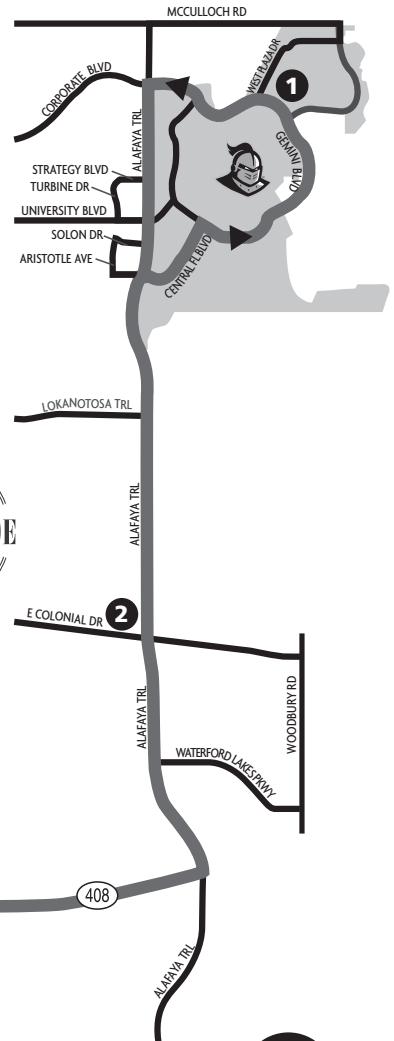 MCCULLOCH RD
CORPORATE BLVD
ALAFAYA TRL
WEST PLAZA DR
1
GEMINI BLVD
STRATEGY BLVD
TURBINE DR
UNIVERSITY BLVD
SOLON DR
ARISTOTLE AVE
CENTRAL FL BLVD
LOKANOTOSA TRL
ALAFAYA TRL
E COLONIAL DR
2
ALAFAYA TRL
WOODBURY RD
WATERFORD LAKES PKWY
408
ALAFAYA TRL